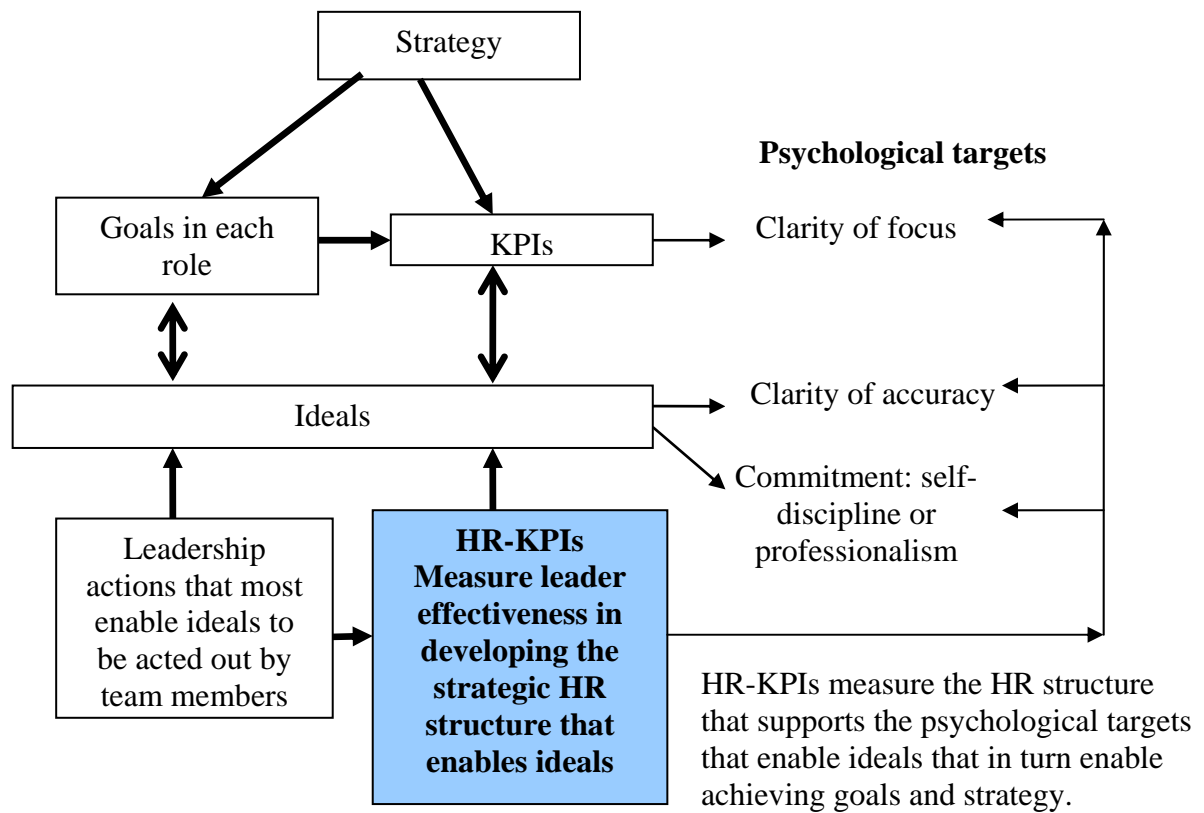 Strategy
Psychological targets
Goals in each
role
KPIs
Clarity of focus
Ideals
Clarity of accuracy
Commitment: self-
discipline or
professionalism
Leadership
actions that most
enable ideals to
be acted out by
team members
HR-KPIs
Measure leader
effectiveness in
developing the
strategic HR
structure that
enables ideals
HR-KPIs measure the HR structure
that supports the psychological targets
that enable ideals that in turn enable
achieving goals and strategy.